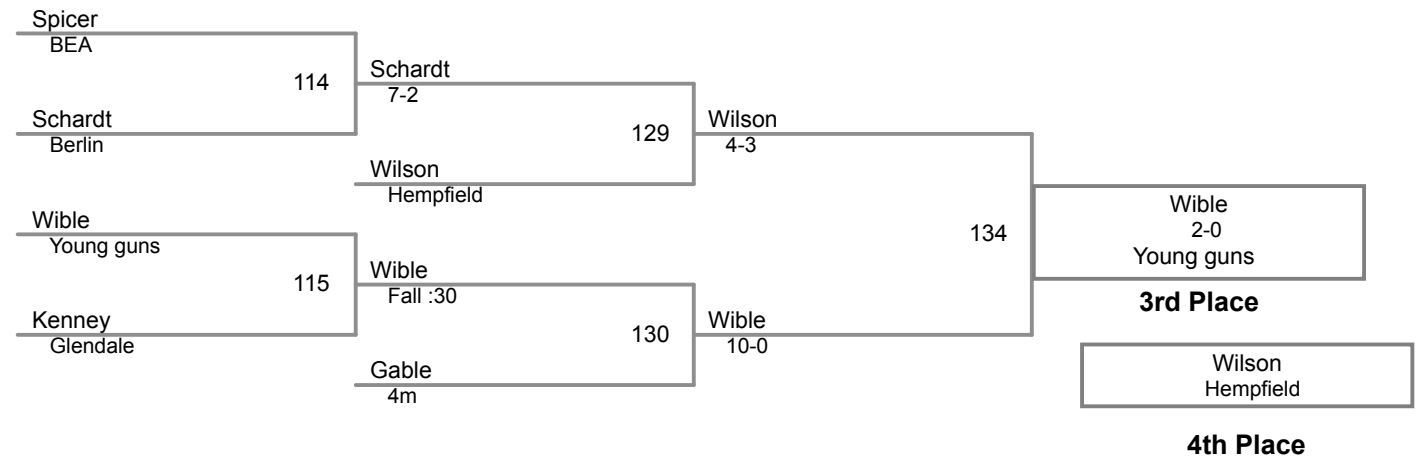 Spicer
BEA
114
Schardt
7-2
Schardt
Berlin
129
Wilson
4-3
Wilson
Hempfield
Wible
Young guns
115
Wible
Fall :30
Kenney
Glendale
130
Wible
10-0
Gable
4m
134
Wible
2-0
Young guns
3rd Place
Wilson
Hempfield
4th Place